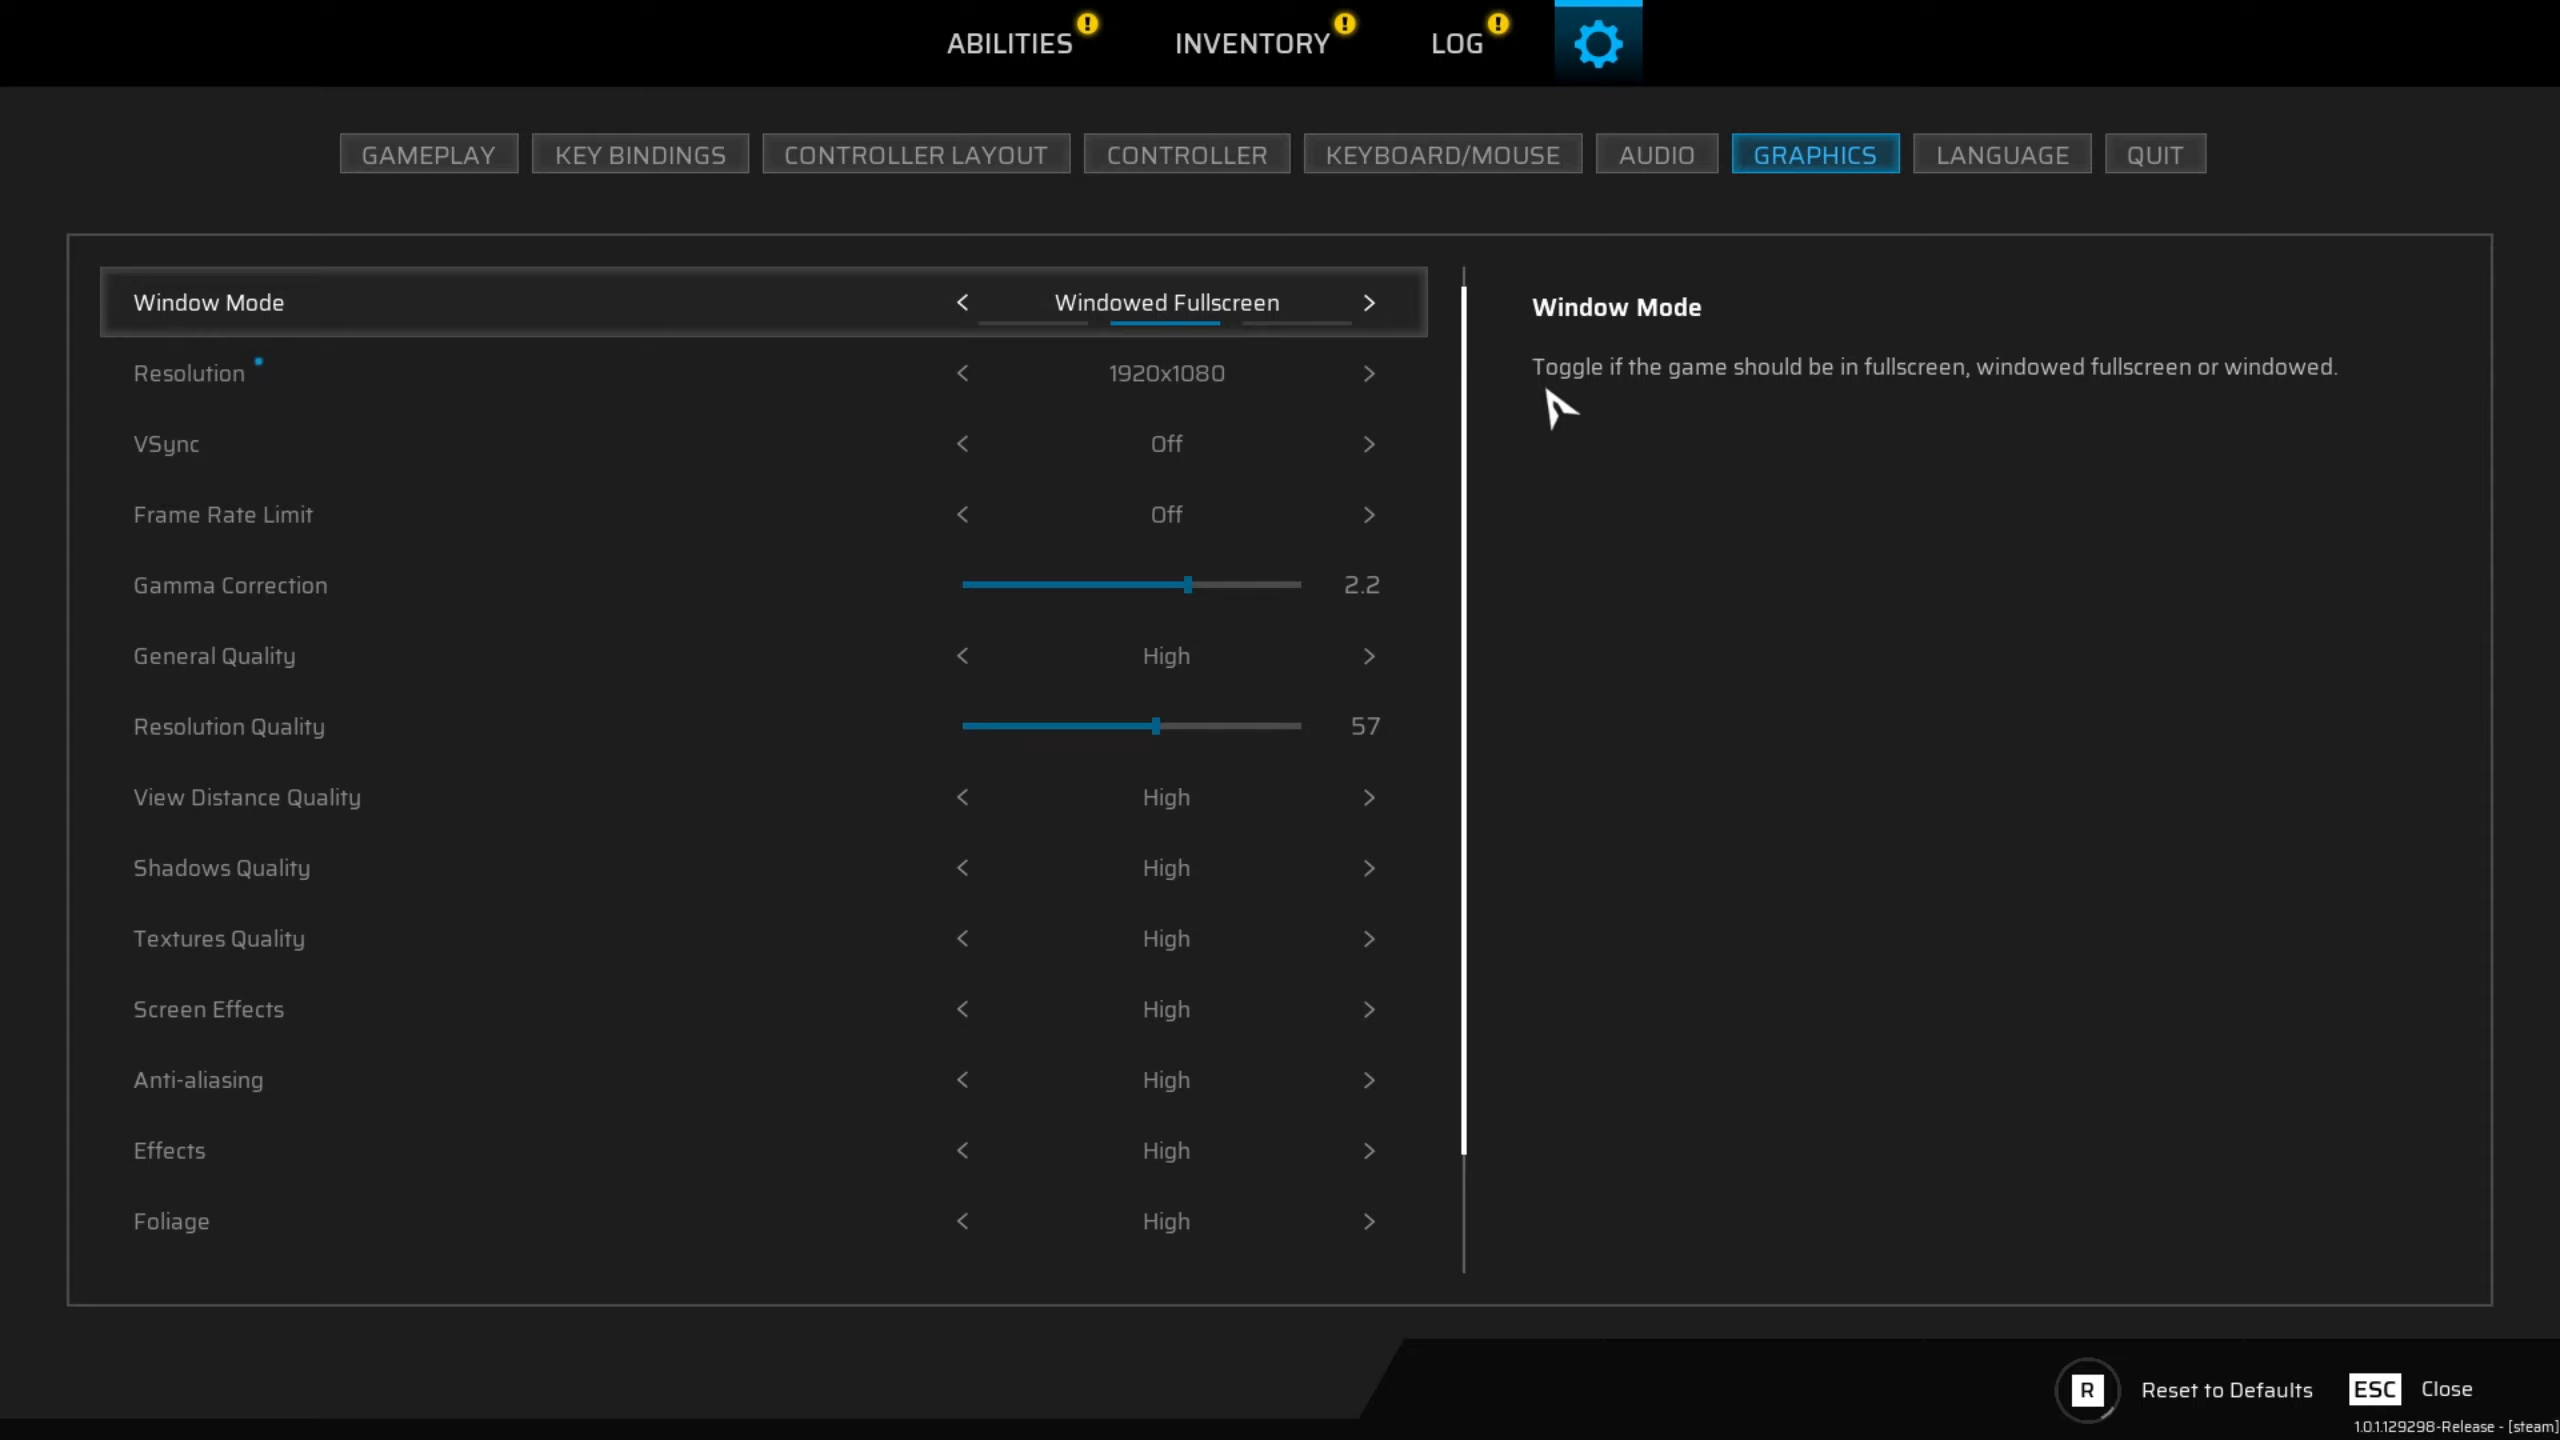 ABILITIES ! INVENTORY ! LOG !
GAMEPLAY KEY BINDINGS CONTROLLER LAYOUT CONTROLLER KEYBOARD/MOUSE AUDIO GRAPHICS LANGUAGE QUIT
Window Mode < Windowed Fullscreen >
Resolution < 1920x1080 >
VSync < Off >
Frame Rate Limit < Off >
Gamma Correction 2.2
General Quality < High >
Resolution Quality 57
View Distance Quality < High >
Shadows Quality < High >
Textures Quality < High >
Screen Effects < High >
Anti-aliasing < High >
Effects < High >
Foliage < High >
Window Mode
Toggle if the game should be in fullscreen, windowed fullscreen or windowed.
R Reset to Defaults ESC Close
1.0.1.129298-Release - [steam]